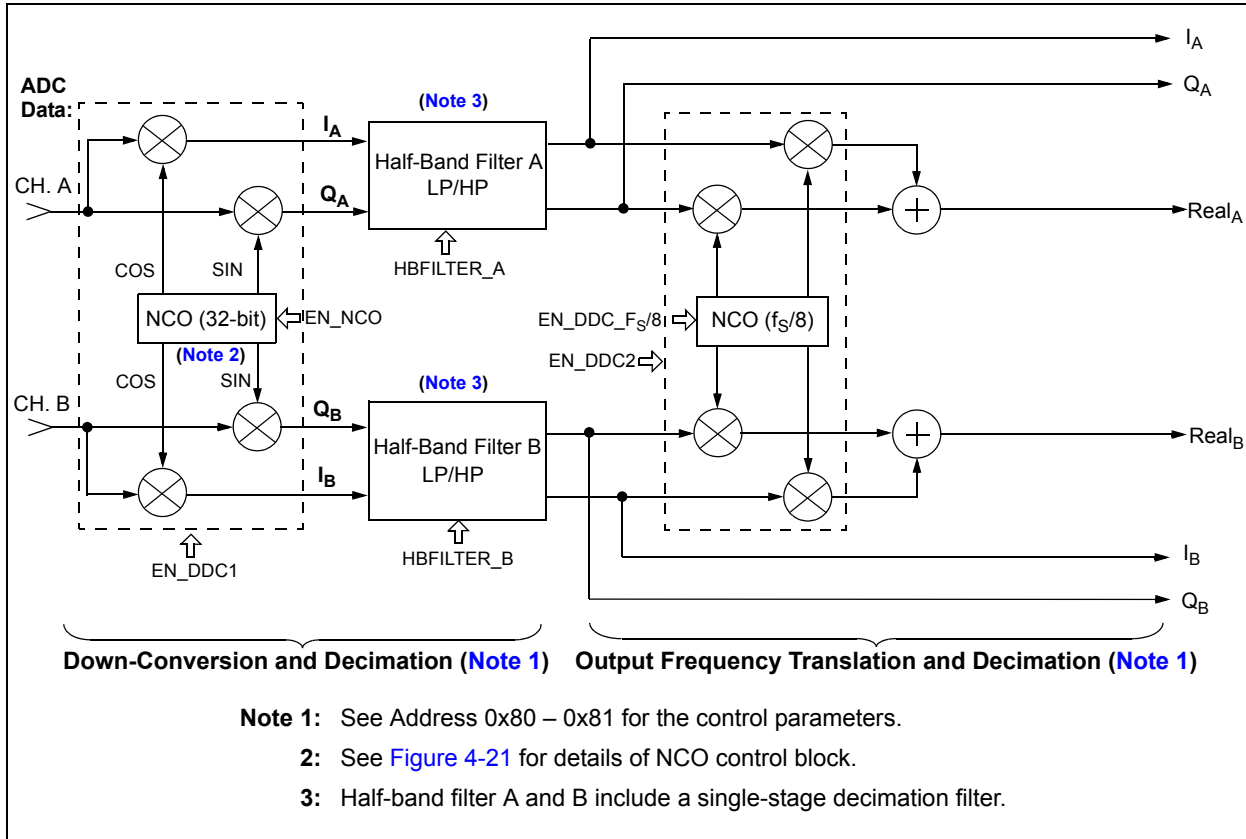 I_A
Q_A
ADC
Data:
(Note 3)
I_A
Half-Band Filter A
LP/HP
CH. A
Q_A
Real_A
HBFILTER_A
COS
SIN
NCO (32-bit)
EN_NCO
EN_DDC_F_S/8
NCO (f_S/8)
(Note 2)
EN_DDC2
COS
SIN
(Note 3)
CH. B
Q_B
Half-Band Filter B
LP/HP
Real_B
I_B
HBFILTER_B
EN_DDC1
I_B
Q_B
Down-Conversion and Decimation (Note 1)
Output Frequency Translation and Decimation (Note 1)
Note 1: See Address 0x80 – 0x81 for the control parameters.
2: See Figure 4-21 for details of NCO control block.
3: Half-band filter A and B include a single-stage decimation filter.